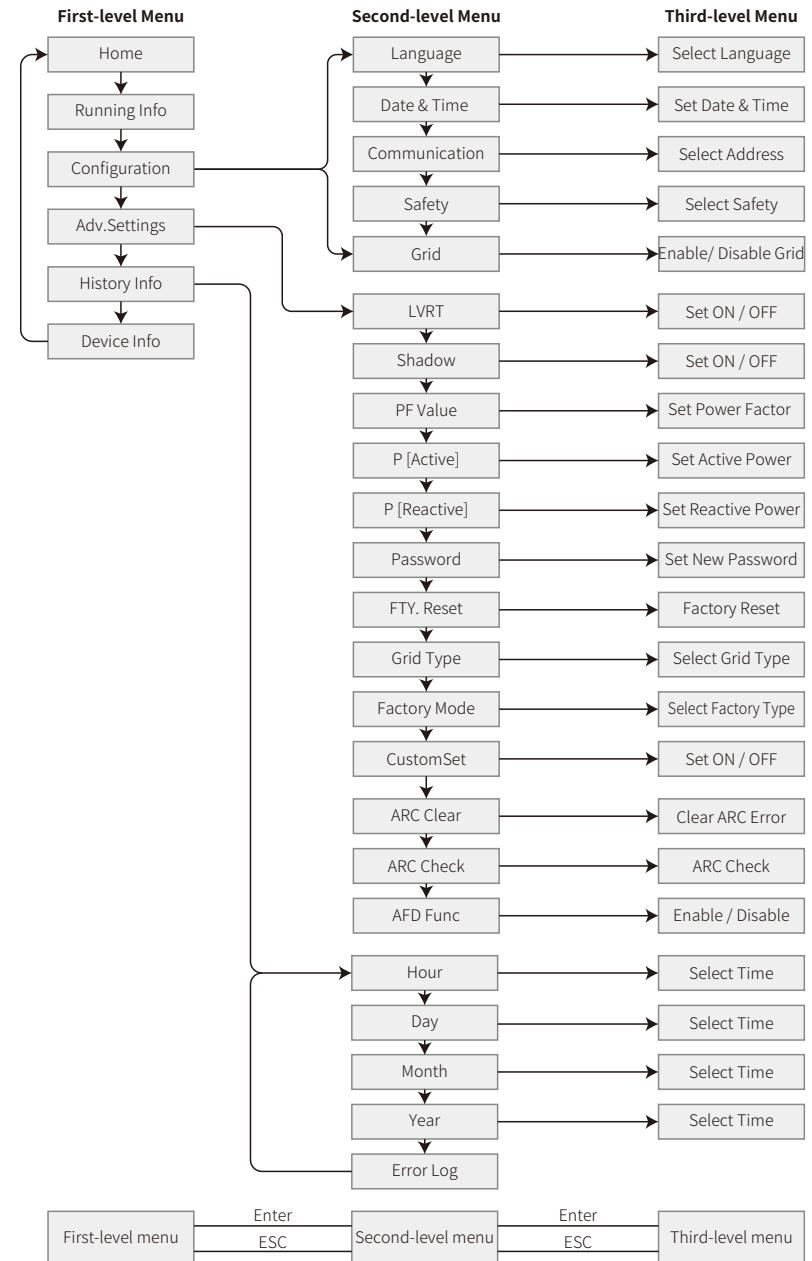 First-level Menu Second-level Menu Third-level Menu
Home Language Select Language
Running Info Date & Time Set Date & Time
Configuration Communication Select Address
Adv.Settings Safety Select Safety
History Info Grid Enable/ Disable Grid
Device Info LVRT Set ON / OFF
Shadow Set ON / OFF
PF Value Set Power Factor
P [Active] Set Active Power
P [Reactive] Set Reactive Power
Password Set New Password
FTY. Reset Factory Reset
Grid Type Select Grid Type
Factory Mode Select Factory Type
CustomSet Set ON / OFF
ARC Clear Clear ARC Error
ARC Check ARC Check
AFD Func Enable / Disable
Hour Select Time
Day Select Time
Month Select Time
Year Select Time
Error Log
Enter Enter
First-level menu Second-level menu Third-level menu
ESC ESC